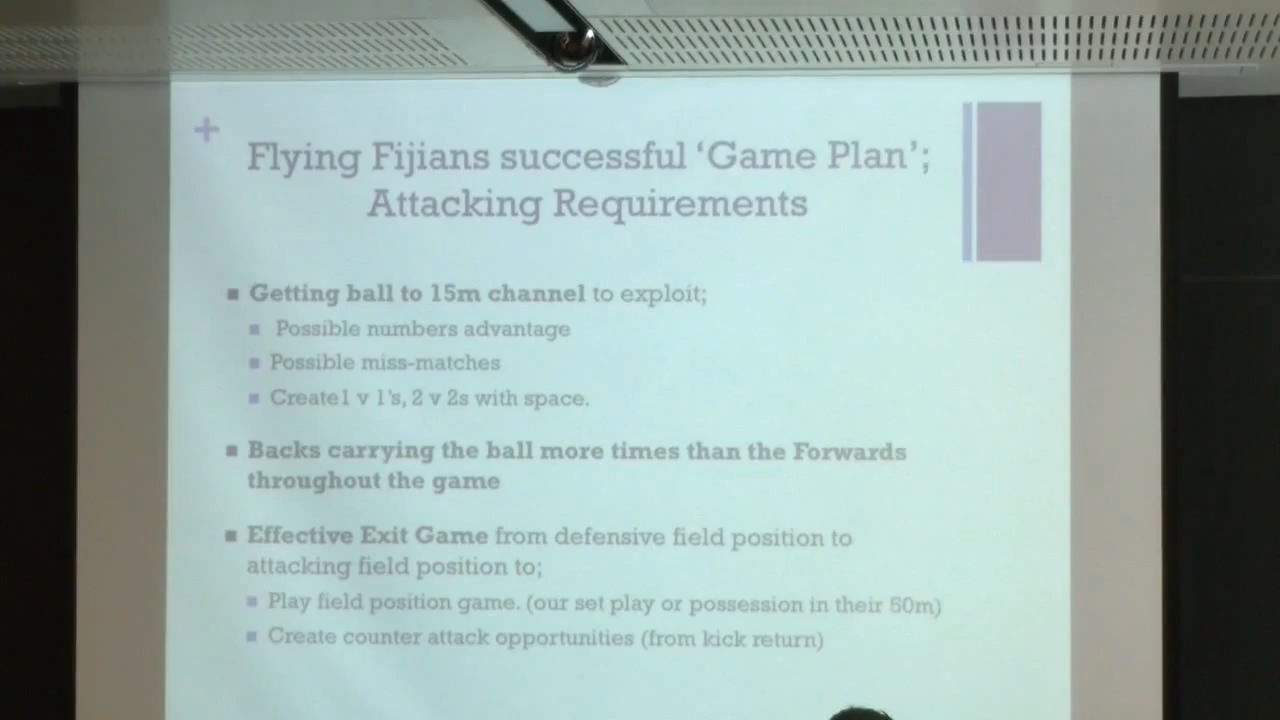 +
Flying Fijians successful ‘Game Plan’;
Attacking Requirements
Getting ball to 15m channel to exploit;
Possible numbers advantage
Possible miss-matches
Create1 v 1's, 2 v 2s with space.
Backs carrying the ball more times than the Forwards
throughout the game
Effective Exit Game from defensive field position to
attacking field position to;
Play field position game. (our set play or possession in their 50m)
Create counter attack opportunities (from kick return)